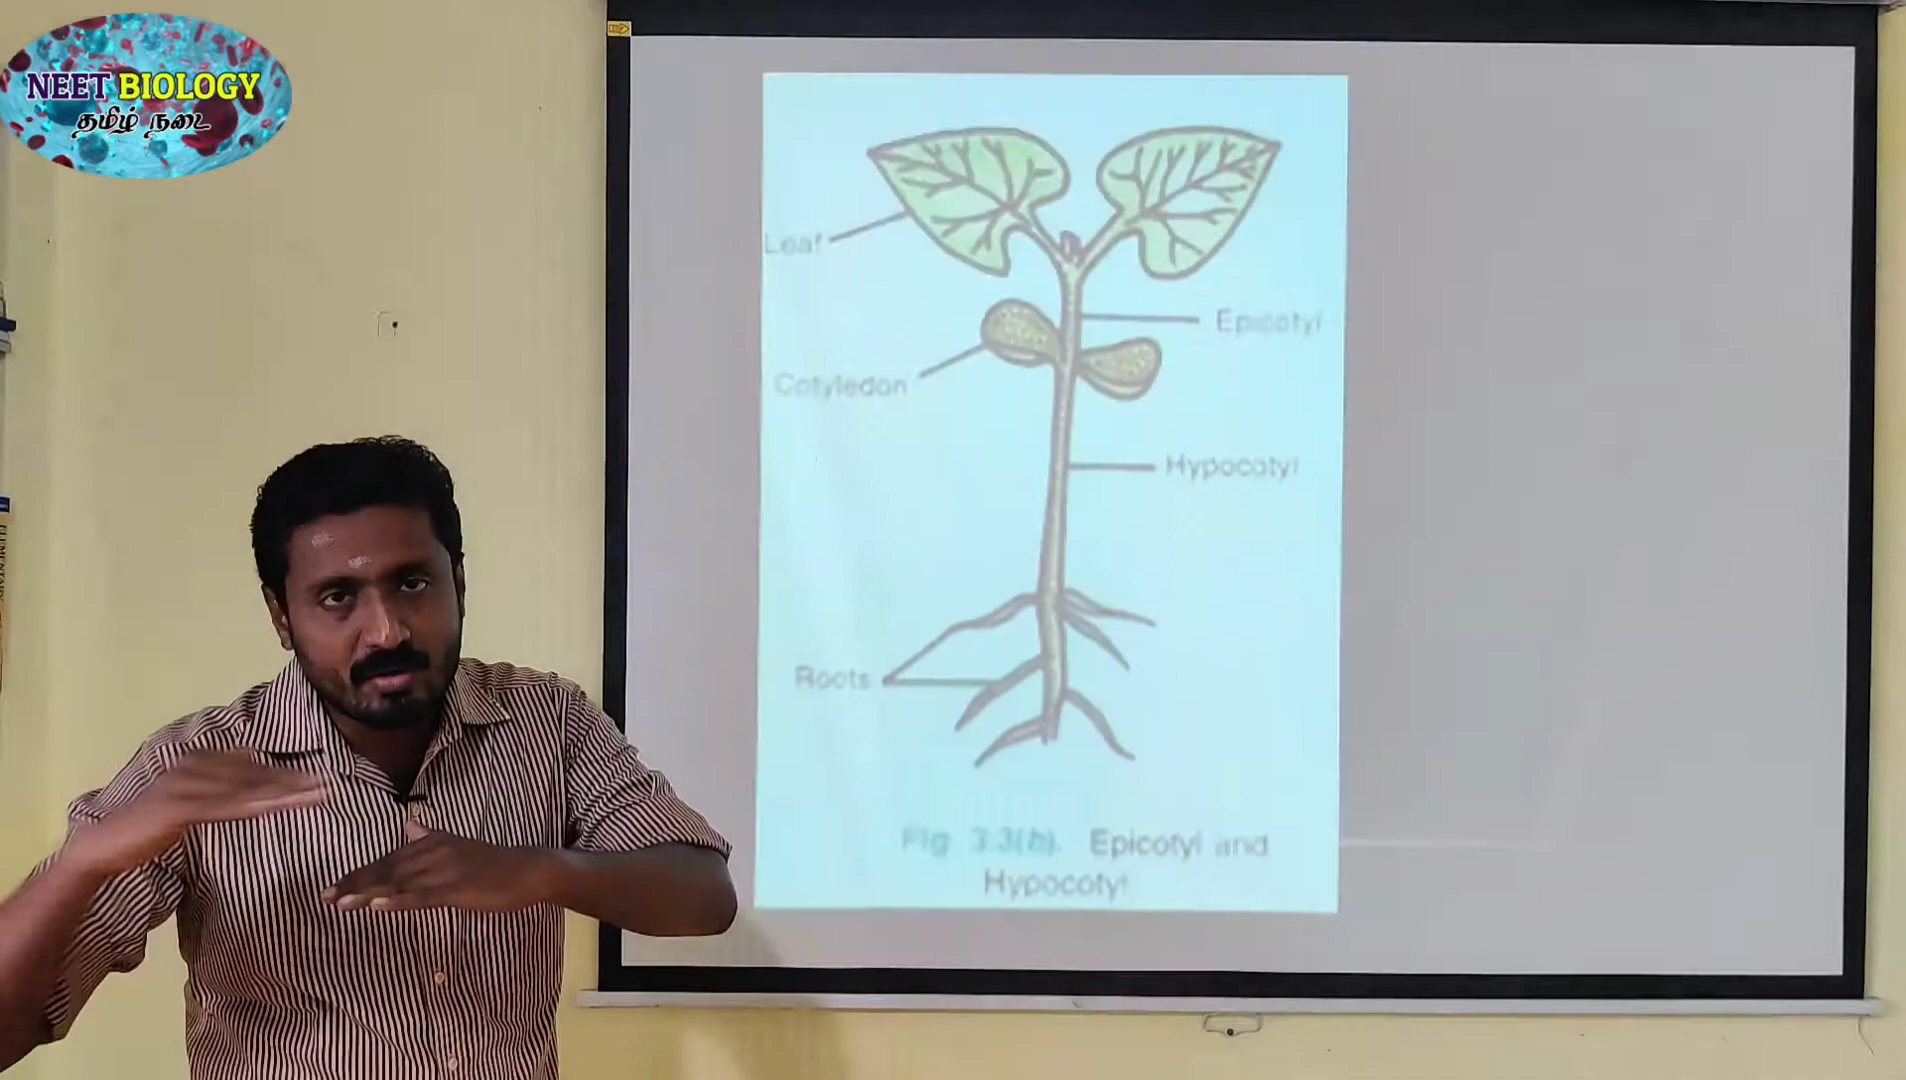 NEET BIOLOGY
தமிழ் நடை
Leaf
Epicotyl
Cotyledon
Hypocotyl
Roots
Fig 3.3(b). Epicotyl and
Hypocotyl